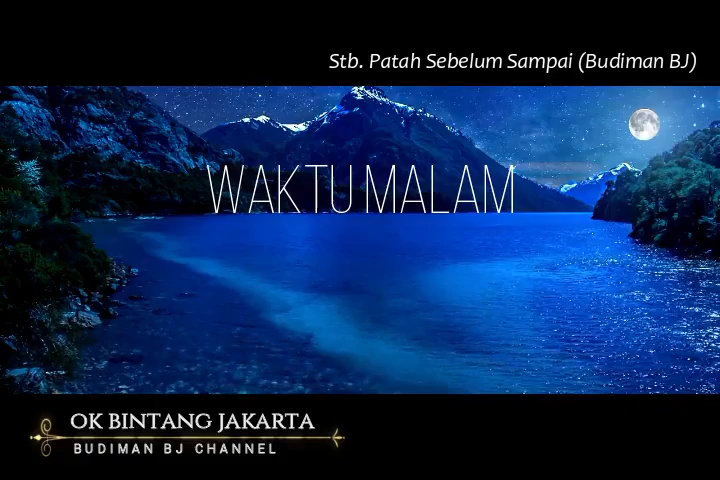 Stb. Patah Sebelum Sampai (Budiman BJ)
WAKTU MALAM
OK BINTANG JAKARTA
BUDIMAN BJ CHANNEL